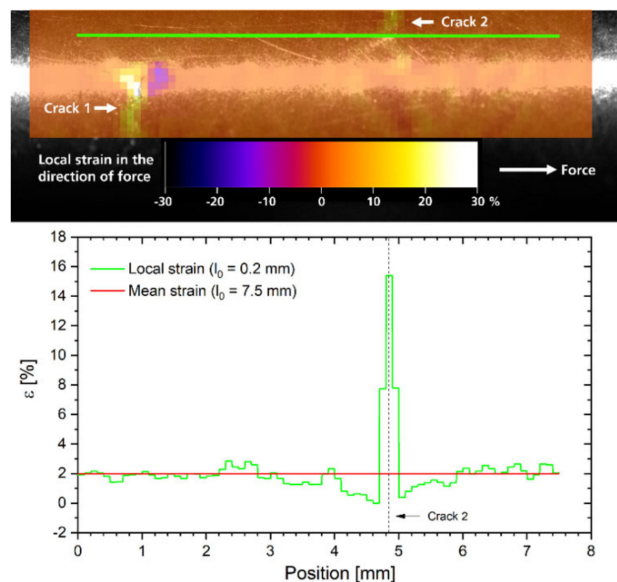 Crack 2
Crack 1
Local strain in the
direction of force
-30 -20 -10 0 10 20 30 %
Force
18
16
14
12
10
8
6
4
2
0
-2
ε [%]
Local strain (l₀ = 0.2 mm)
Mean strain (l₀ = 7.5 mm)
Crack 2
0 1 2 3 4 5 6 7 8
Position [mm]